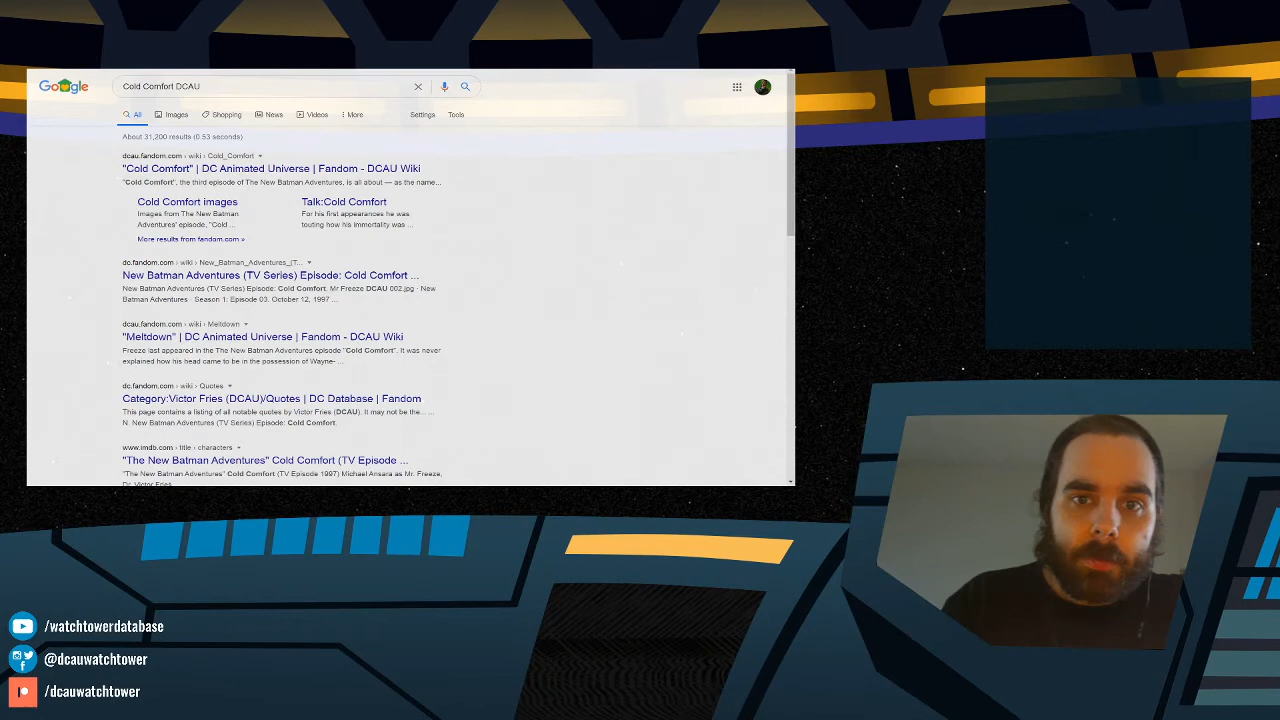 Google
Cold Comfort DCAU
All Images Shopping News Videos More Settings Tools
About 31,200 results (0.53 seconds)
dcau.fandom.com › wiki › Cold_Comfort
"Cold Comfort" | DC Animated Universe | Fandom - DCAU Wiki
"Cold Comfort", the third episode of The New Batman Adventures, is all about — as the name...
Cold Comfort images
Images from The New Batman
Adventures' episode, "Cold ...
Talk:Cold Comfort
For his first appearances he was
touting how his immortality was ...
More results from fandom.com »
dc.fandom.com › wiki › New_Batman_Adventures_(T...
New Batman Adventures (TV Series) Episode: Cold Comfort ...
New Batman Adventures (TV Series) Episode: Cold Comfort. Mr Freeze DCAU 002.jpg · New
Batman Adventures · Season 1: Episode 03. October 12, 1997 ...
dcau.fandom.com › wiki › Meltdown
"Meltdown" | DC Animated Universe | Fandom - DCAU Wiki
Freeze last appeared in the The New Batman Adventures episode "Cold Comfort". It was never
explained how his head came to be in the possession of Wayne- ...
dc.fandom.com › wiki › Quotes
Category:Victor Fries (DCAU)/Quotes | DC Database | Fandom
This page contains a listing of all notable quotes by Victor Fries (DCAU). It may not be the... ...
N. New Batman Adventures (TV Series) Episode: Cold Comfort.
www.imdb.com › title › characters
"The New Batman Adventures" Cold Comfort (TV Episode ...
"The New Batman Adventures" Cold Comfort (TV Episode 1997) Michael Ansara as Mr. Freeze,
Dr. Victor Fries
/watchtowerdatabase
@dcauwatchtower
/dcauwatchtower